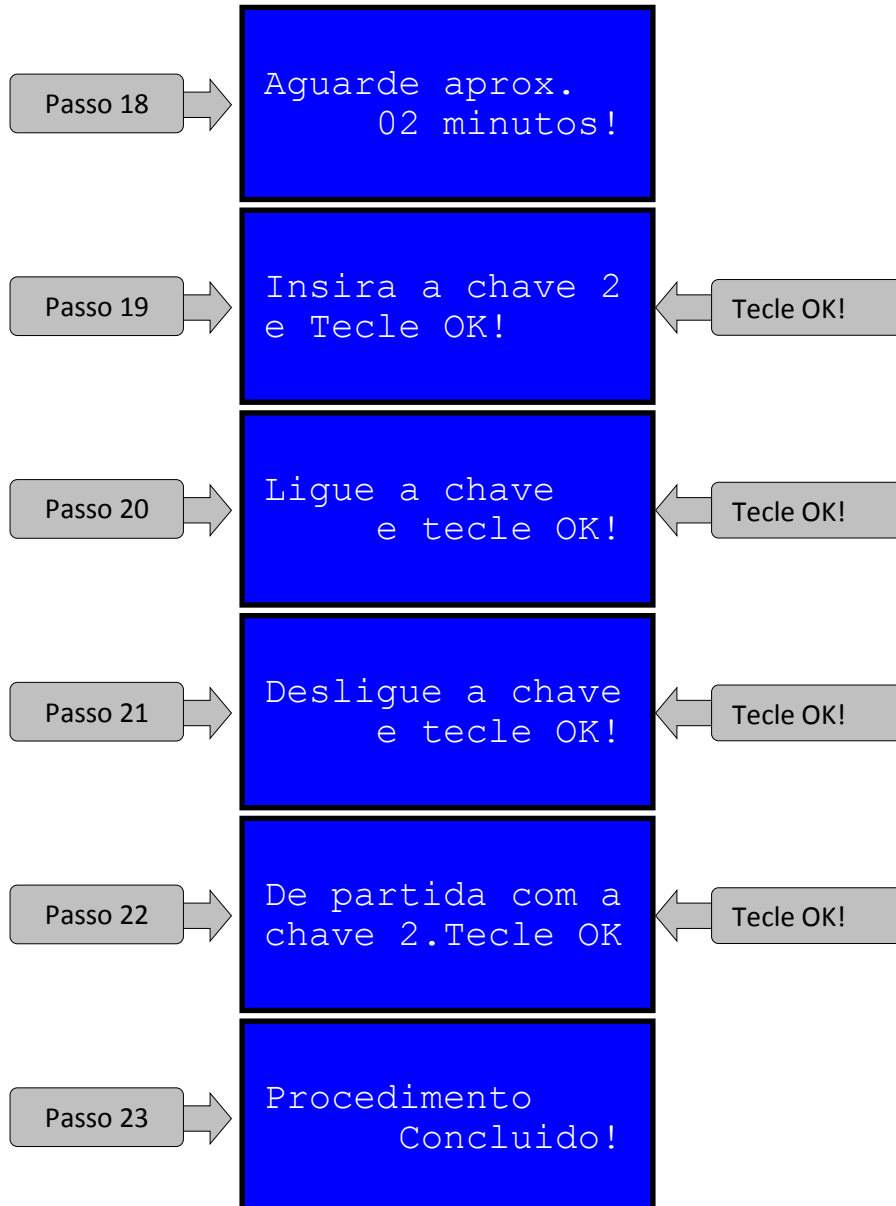 Passo 18
Aguarde aprox.
02 minutos!
Passo 19
Insira a chave 2
e Tecle OK!
Tecle OK!
Passo 20
Ligue a chave
e tecle OK!
Tecle OK!
Passo 21
Desligue a chave
e tecle OK!
Tecle OK!
Passo 22
De partida com a
chave 2.Tecle OK
Tecle OK!
Passo 23
Procedimento
Concluido!